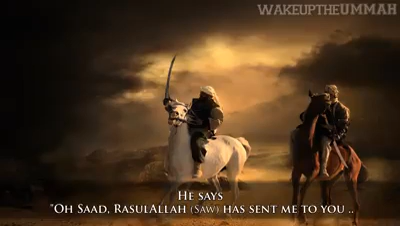 WAKEUPTHEUMMAH
HE SAYS
"OH SAAD, RASULALLAH (SAW) HAS SENT ME TO YOU ..